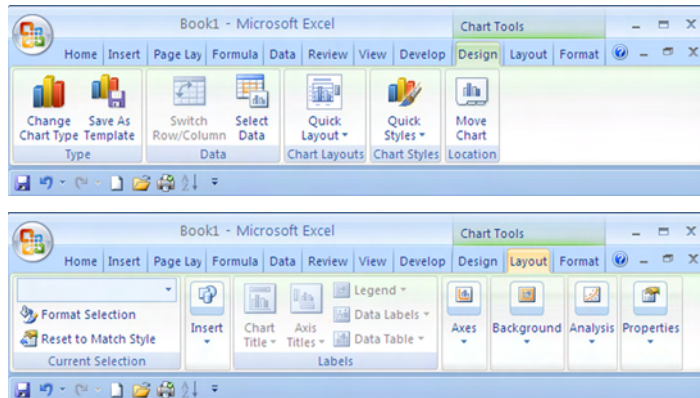 Book1 - Microsoft Excel Chart Tools
Home Insert Page Lay Formula Data Review View Develop Design Layout Format
Change Chart Type Save As Template Switch Row/Column Select Data Quick Layout Quick Styles Move Chart
Type Data Chart Layouts Chart Styles Location
Book1 - Microsoft Excel Chart Tools
Home Insert Page Lay Formula Data Review View Develop Design Layout Format
Legend
Format Selection Insert Chart Title Axis Titles Data Labels Axes Background Analysis Properties
Reset to Match Style Data Table
Current Selection Labels